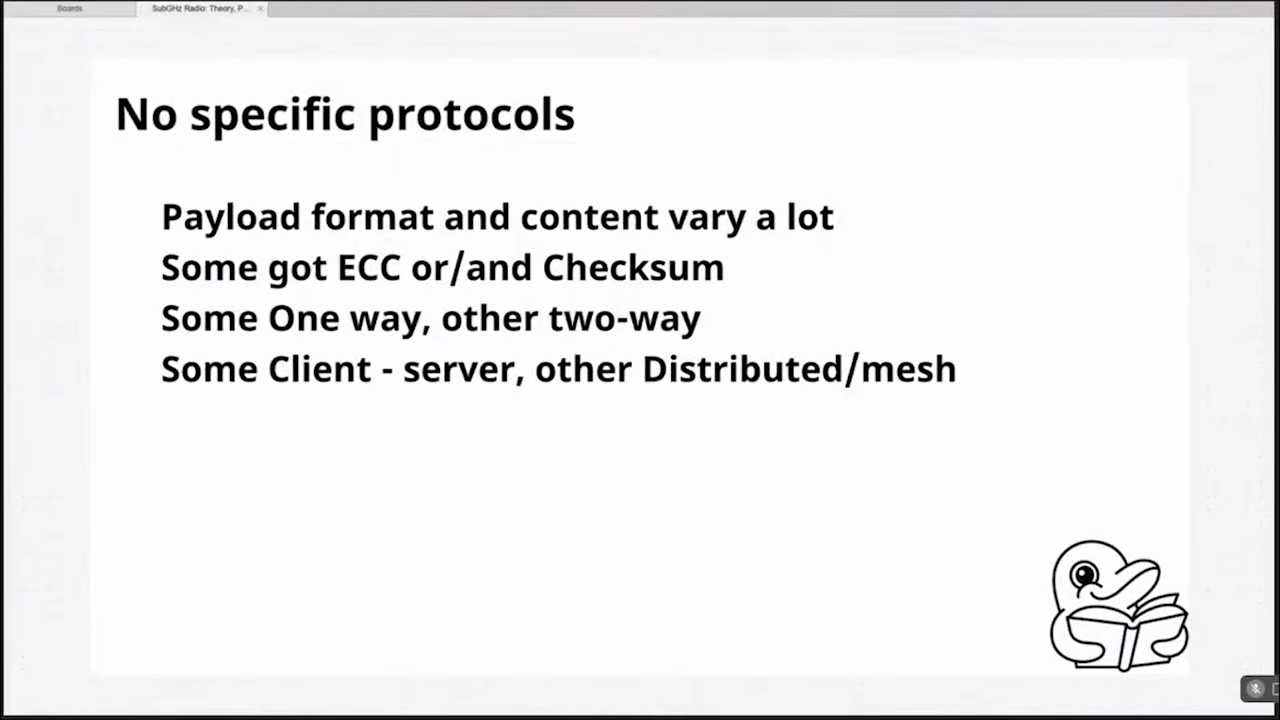 Boards
SubGHz Radio: Theory, P...
No specific protocols
Payload format and content vary a lot
Some got ECC or/and Checksum
Some One way, other two-way
Some Client - server, other Distributed/mesh